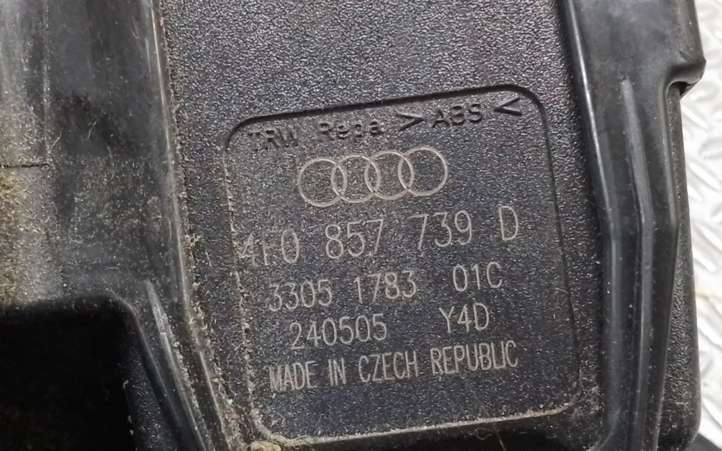 TRW Repa >ABS<
4F0 857 739 D
3305 1783 01C
240505 Y4D
MADE IN CZECH REPUBLIC